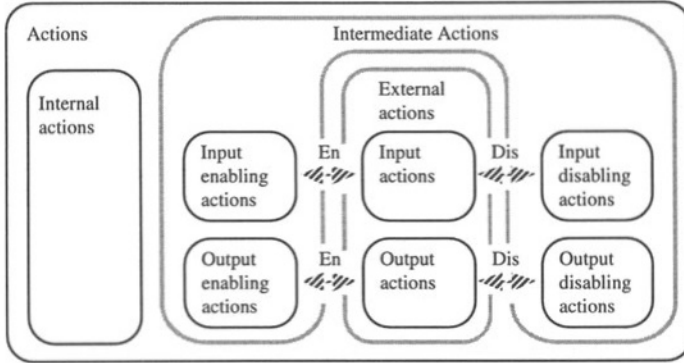 Actions
Intermediate Actions
Internal
actions
External
actions
Input
enabling
actions
En
Input
actions
Dis
Input
disabling
actions
Output
enabling
actions
En
Output
actions
Dis
Output
disabling
actions